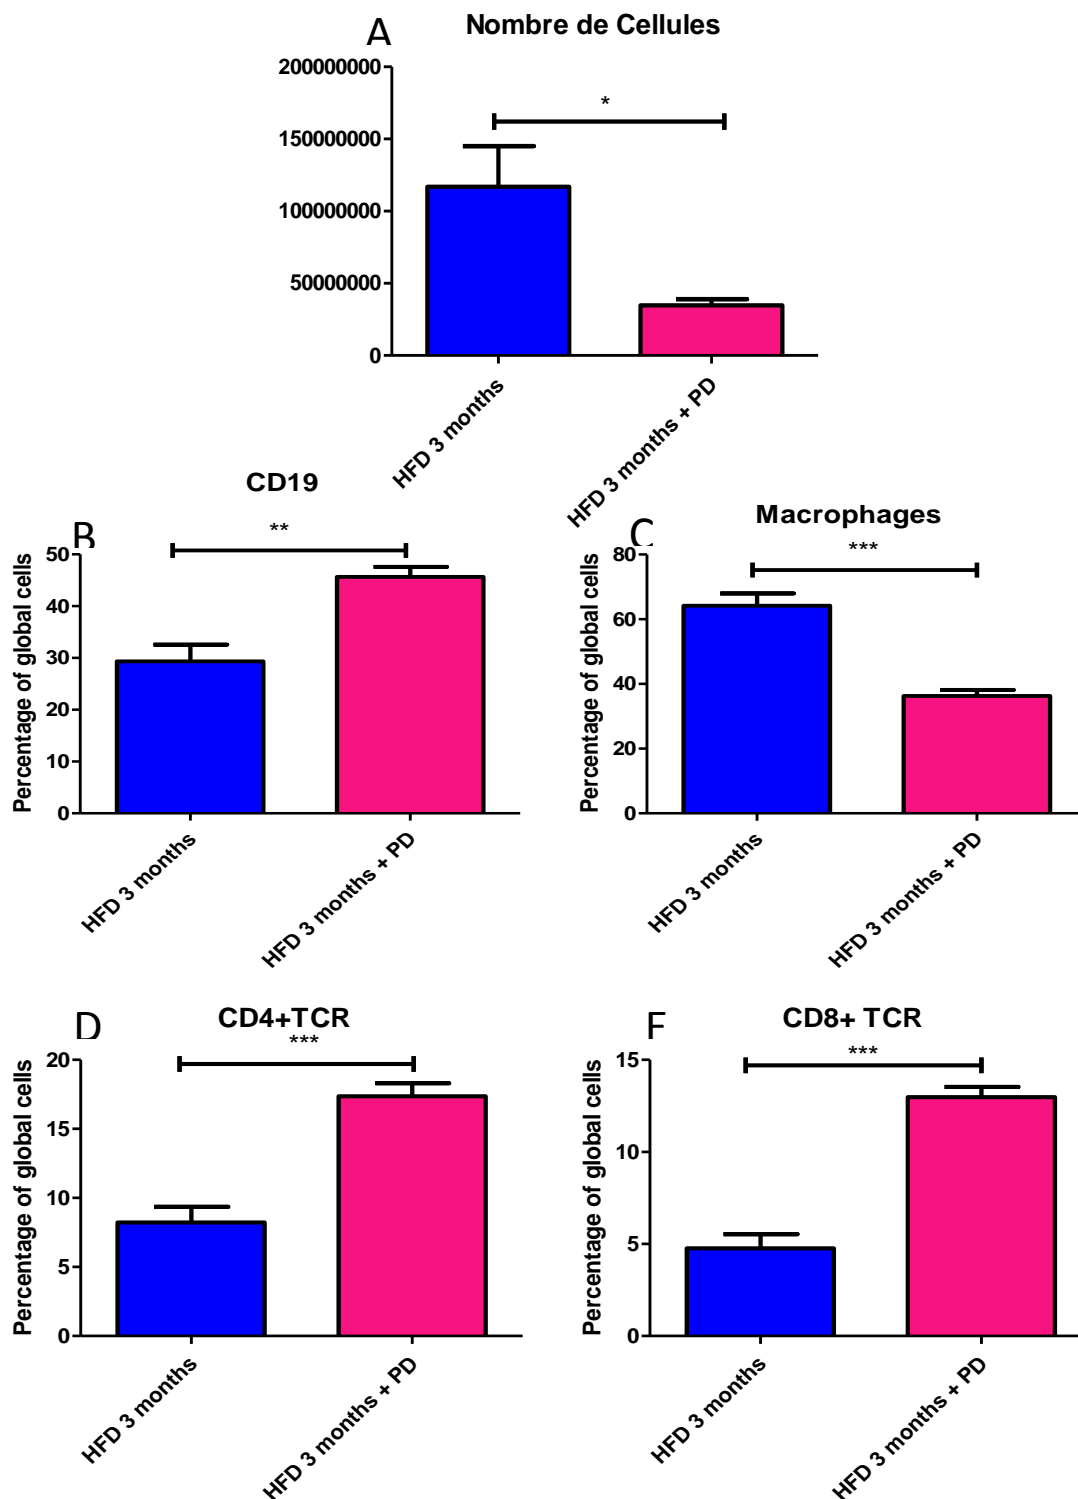 A
Nombre de Cellules
200000000
150000000
100000000
50000000
0
*
HFD 3 months
HFD 3 months + PD
B
CD19
**
Percentage of global cells
50
40
30
20
10
0
HFD 3 months
HFD 3 months + PD
C
Macrophages
***
Percentage of global cells
80
60
40
20
0
HFD 3 months
HFD 3 months + PD
D
CD4+TCR
***
Percentage of global cells
20
15
10
5
0
HFD 3 months
HFD 3 months + PD
CD8+ TCR
***
Percentage of global cells
15
10
5
0
HFD 3 months
HFD 3 months + PD